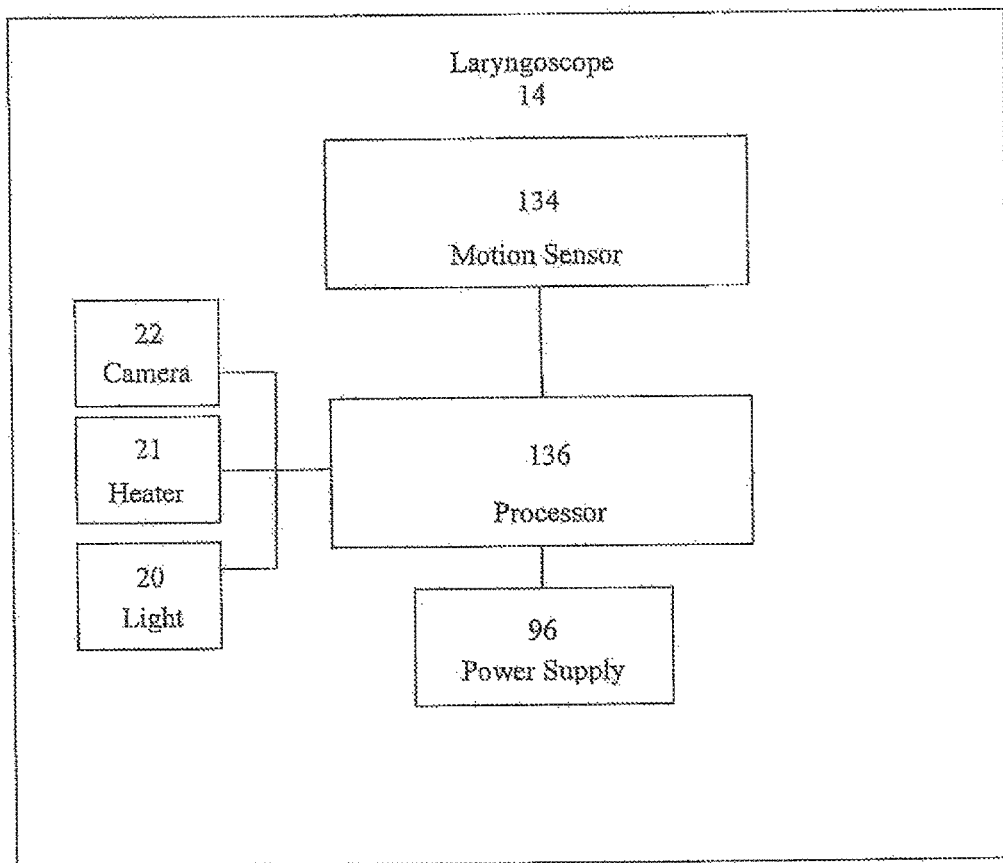 Laryngoscope
14
134
Motion Sensor
22
Camera
21
Heater
20
Light
136
Processor
96
Power Supply